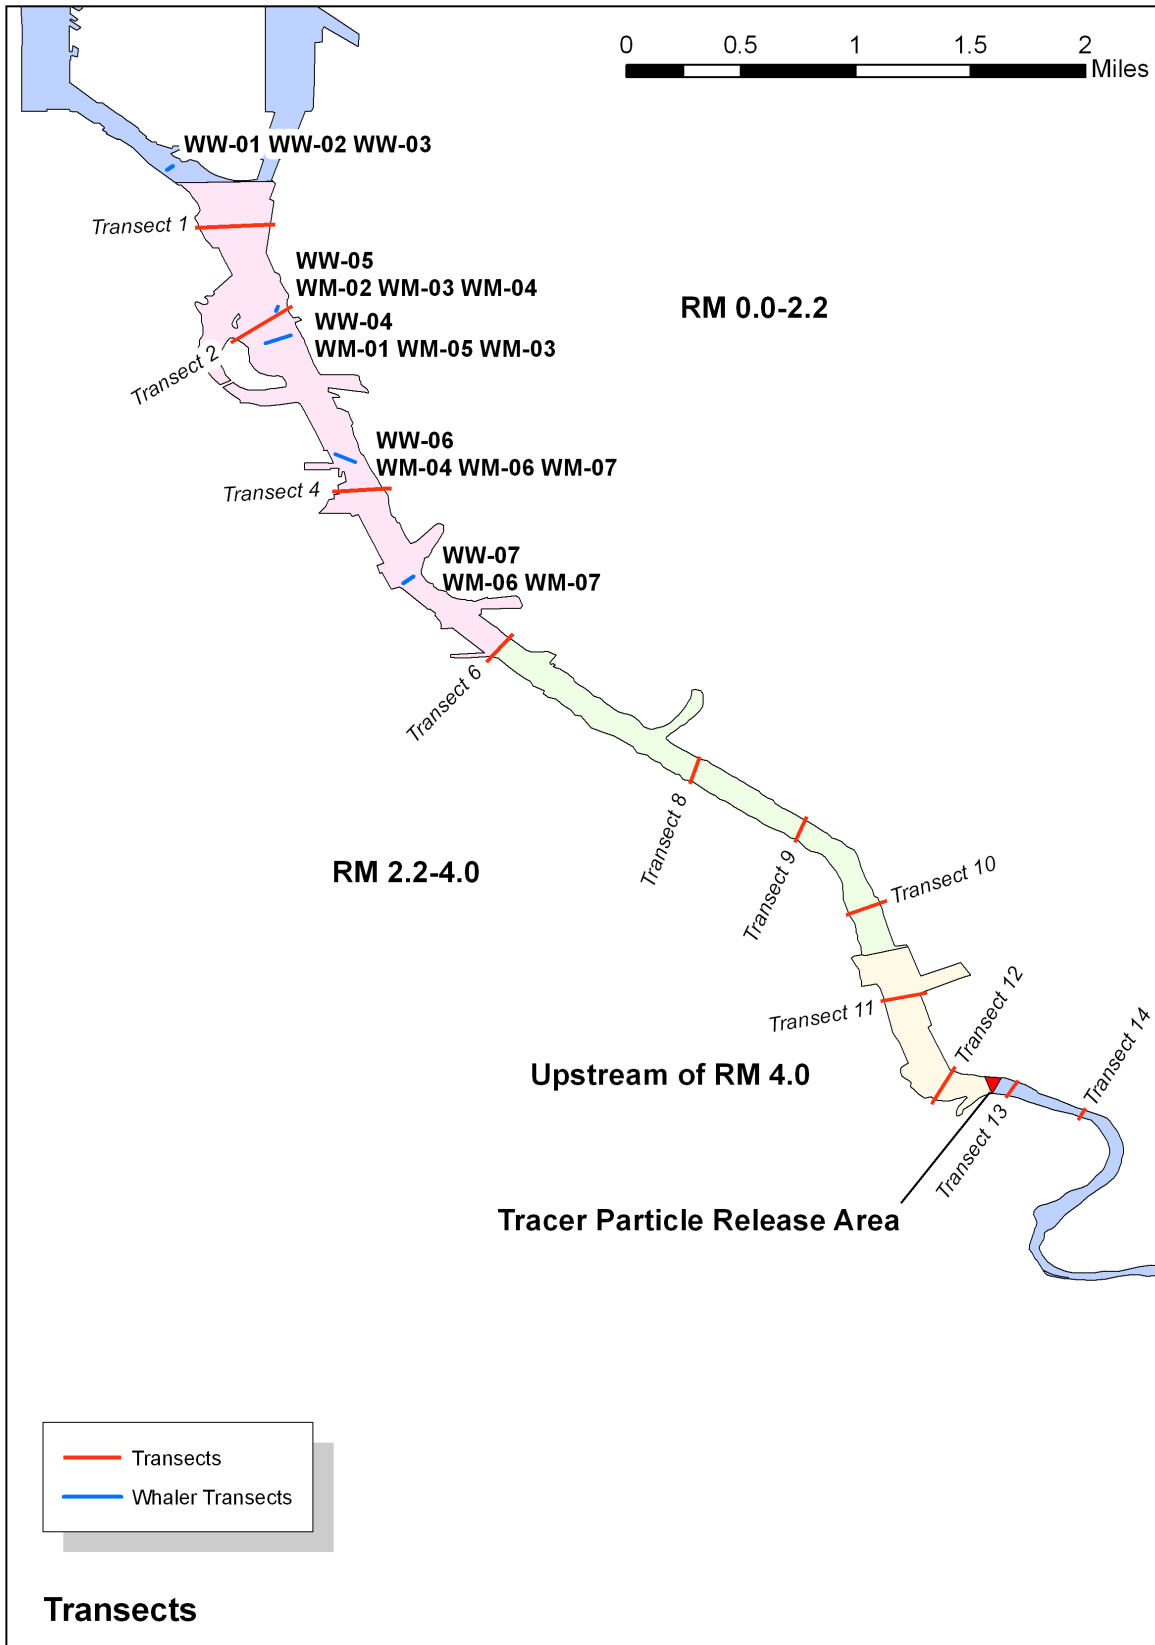 0 0.5 1 1.5 2
Miles
WW-01 WW-02 WW-03
Transect 1
WW-05
WM-02 WM-03 WM-04
RM 0.0-2.2
WW-04
WM-01 WM-05 WM-03
Transect 2
WW-06
WM-04 WM-06 WM-07
Transect 4
WW-07
WM-06 WM-07
Transect 6
Transect 8
Transect 9
RM 2.2-4.0
Transect 10
Transect 11
Transect 12
Transect 14
Upstream of RM 4.0
Transect 13
Tracer Particle Release Area
Transects
Whaler Transects
Transects